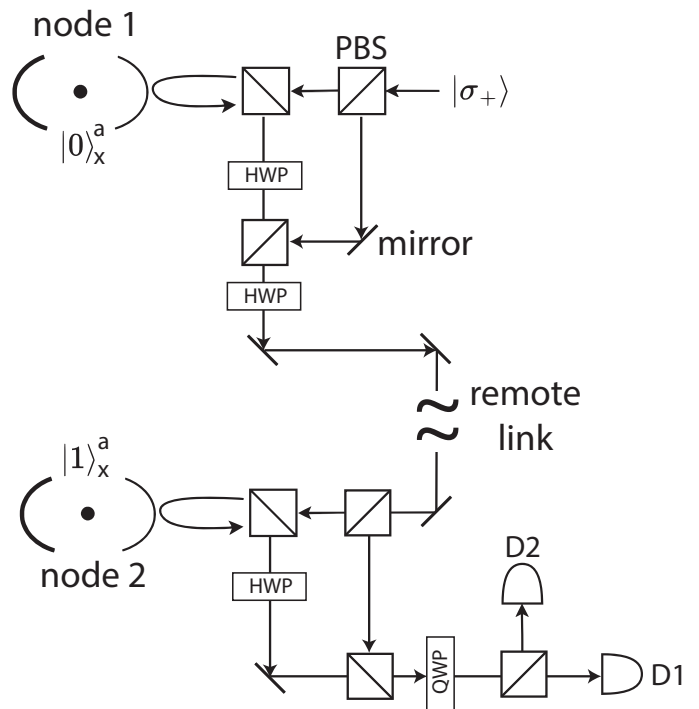 node 1
PBS
|σ₊⟩
|0⟩ₓᵃ
HWP
mirror
HWP
remote
link
|1⟩ₓᵃ
node 2
HWP
D2
QWP
D1